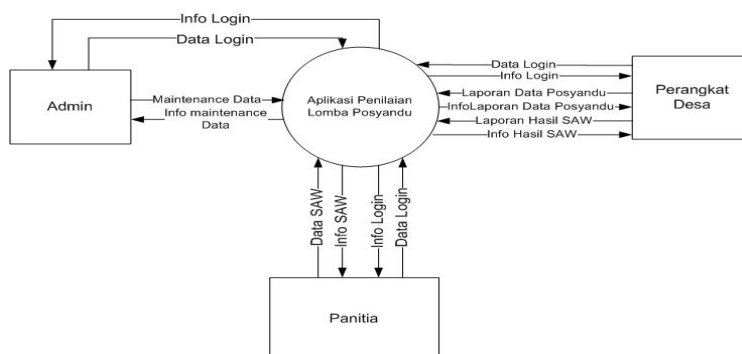 Info Login
Data Login
Admin
Maintenance Data
Info maintenance
Data
Aplikasi Penilaian
Lomba Posyandu
Data Login
Info Login
Laporan Data Posyandu
InfoLaporan Data Posyandu
Laporan Hasil SAW
Info Hasil SAW
Perangkat
Desa
Data SAW
Info SAW
Info Login
Data Login
Panitia